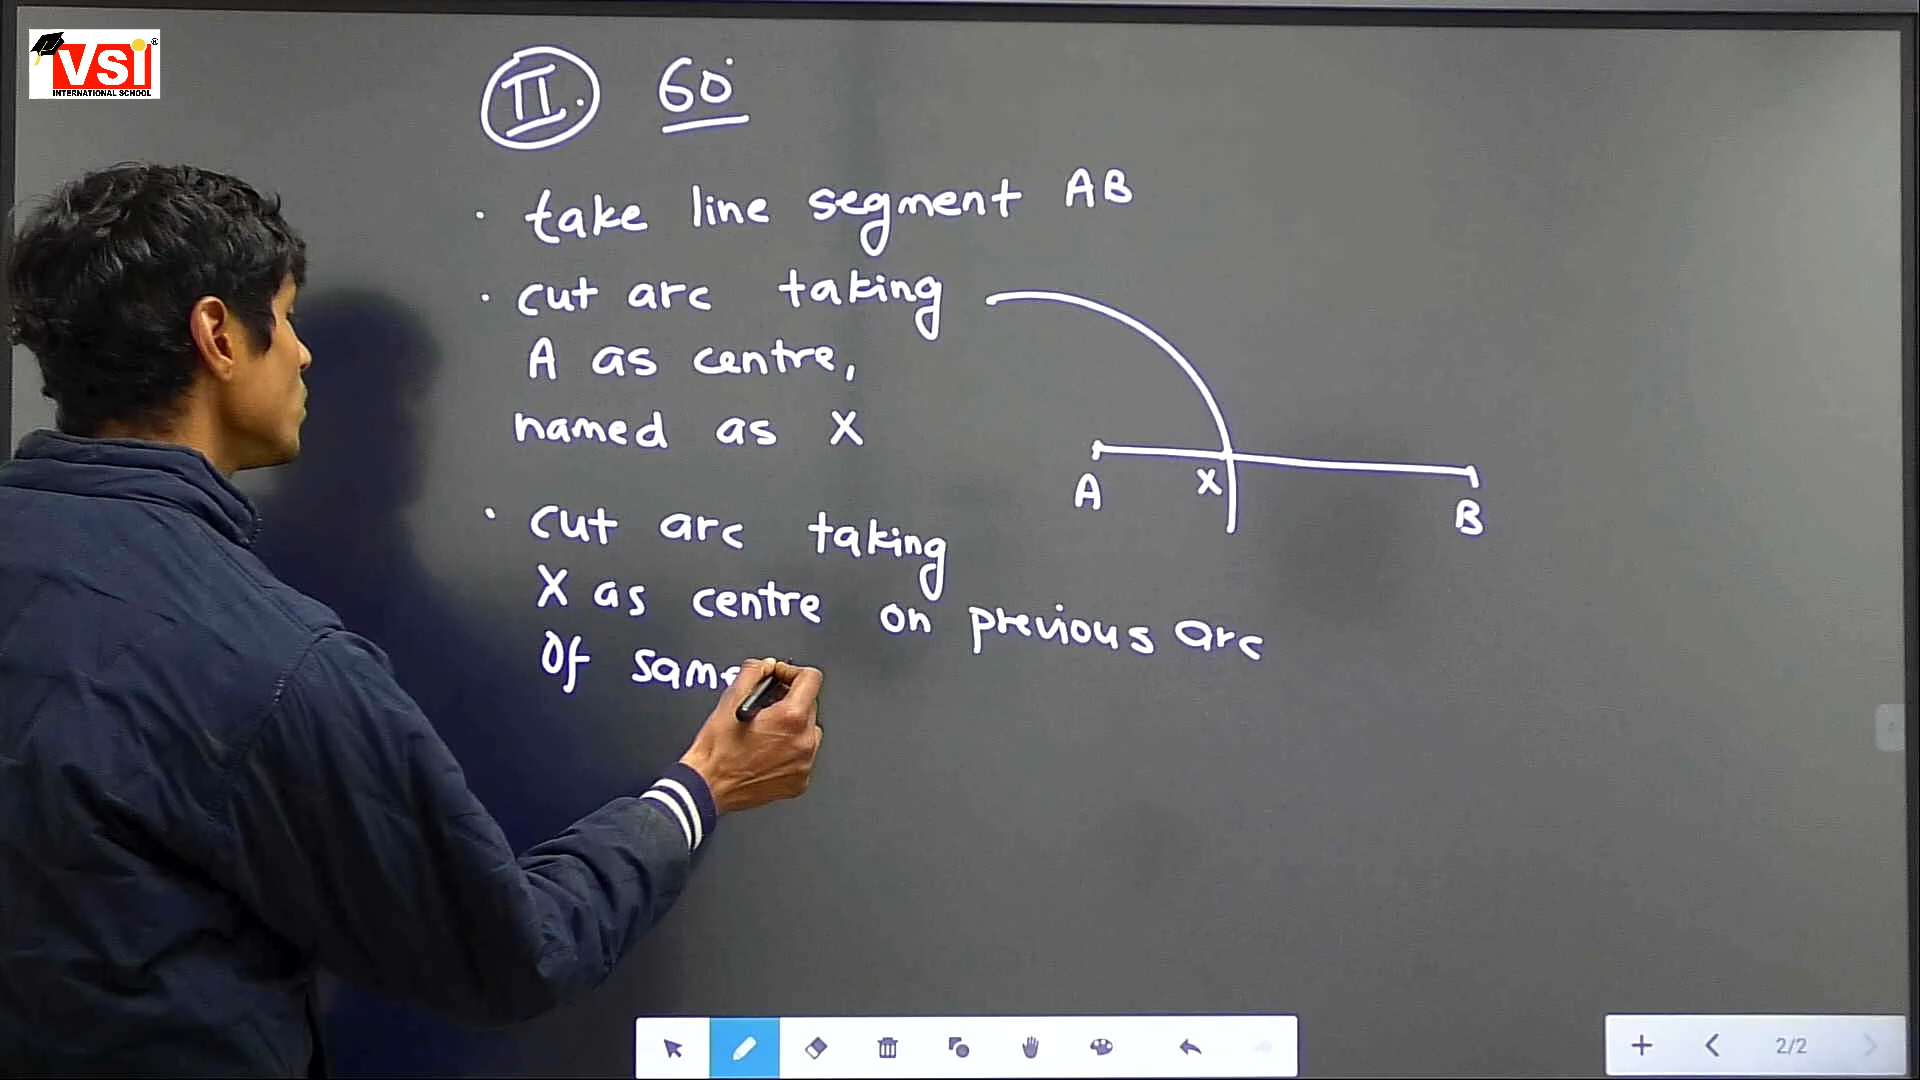 VSI
INTERNATIONAL SCHOOL
II. 60°
• take line segment AB
• cut arc taking
A as centre,
named as X
• cut arc taking
X as centre on previous arc
of same
A
X
B
2/2